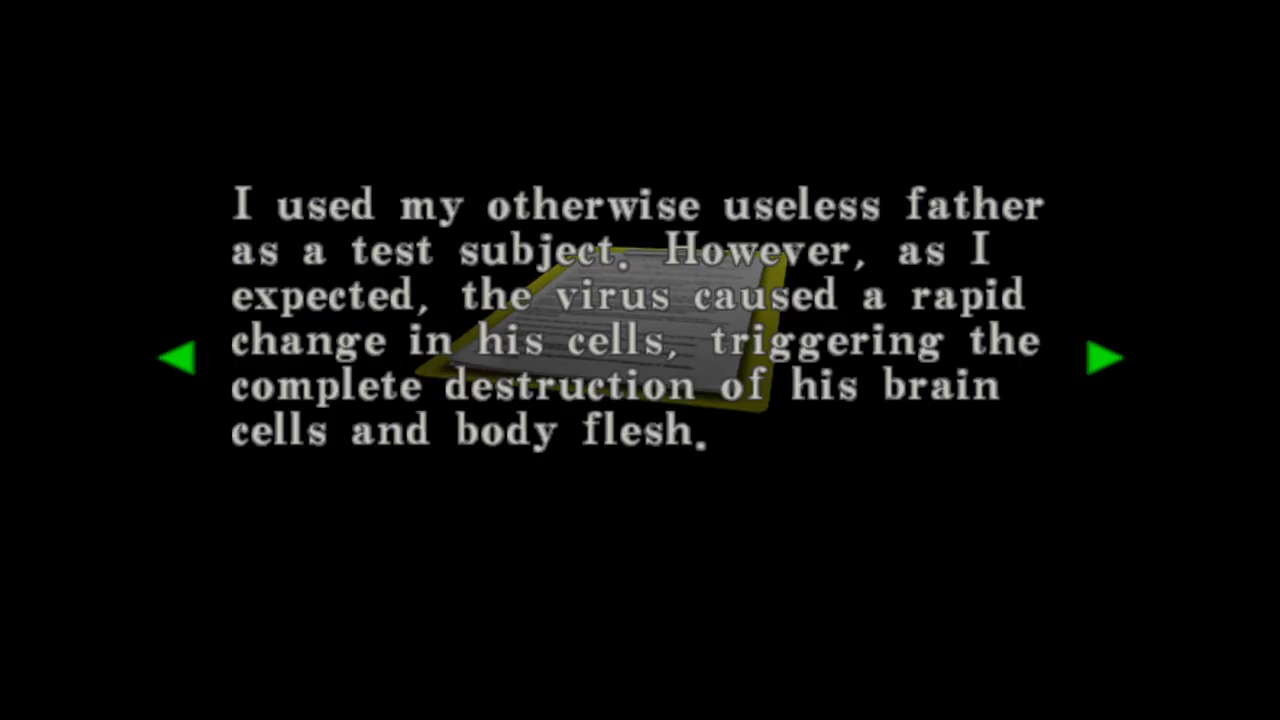 I used my otherwise useless father
as a test subject. However, as I
expected, the virus caused a rapid
change in his cells, triggering the
complete destruction of his brain
cells and body flesh.